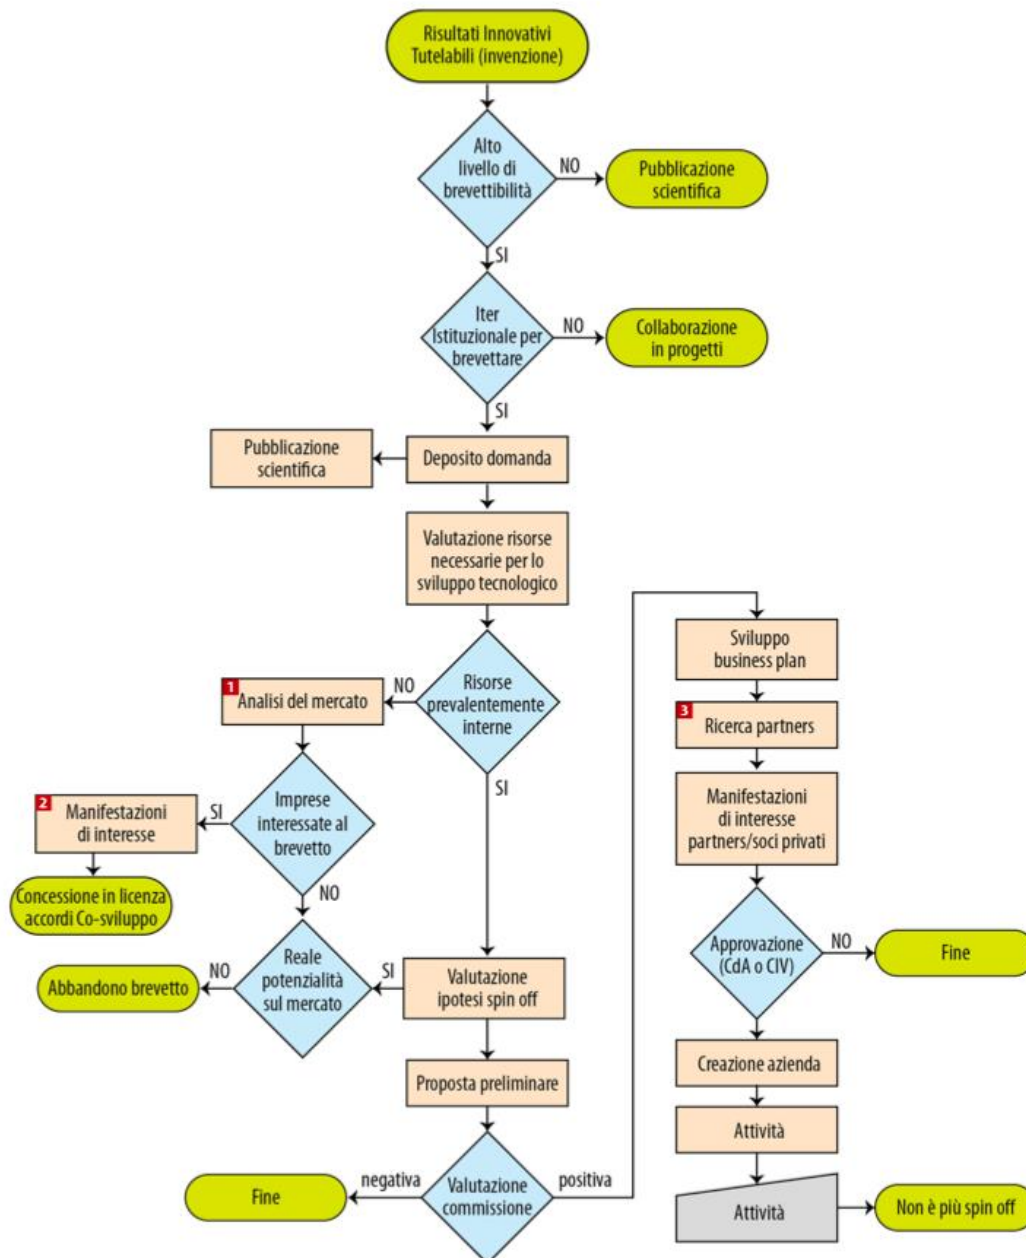 Risultati Innovativi
Tutelabili (invenzione)
Alto
livello di
brevettibilità
NO
Pubblicazione
scientifica
SI
Iter
Istituzionale per
brevettare
NO
Collaborazione
in progetti
SI
Pubblicazione
scientifica
Deposito domanda
Valutazione risorse
necessarie per lo
sviluppo tecnologico
Risorse
prevalentemente
interne
NO
1
Analisi del mercato
SI
Imprese
interessate al
brevetto
SI
2
Manifestazioni
di interesse
Concessione in licenza
accordi Co-sviluppo
NO
Reale
potenzialità
sul mercato
NO
Abbandono brevetto
SI
Valutazione
ipotesi spin off
Proposta preliminare
Valutazione
commissione
negativa
Fine
positiva
Sviluppo
business plan
3
Ricerca partners
Manifestazioni
di interesse
partners/soci privati
Approvazione
(CdA o CIV)
NO
Fine
Creazione azienda
Attività
Attività
Non è più spin off